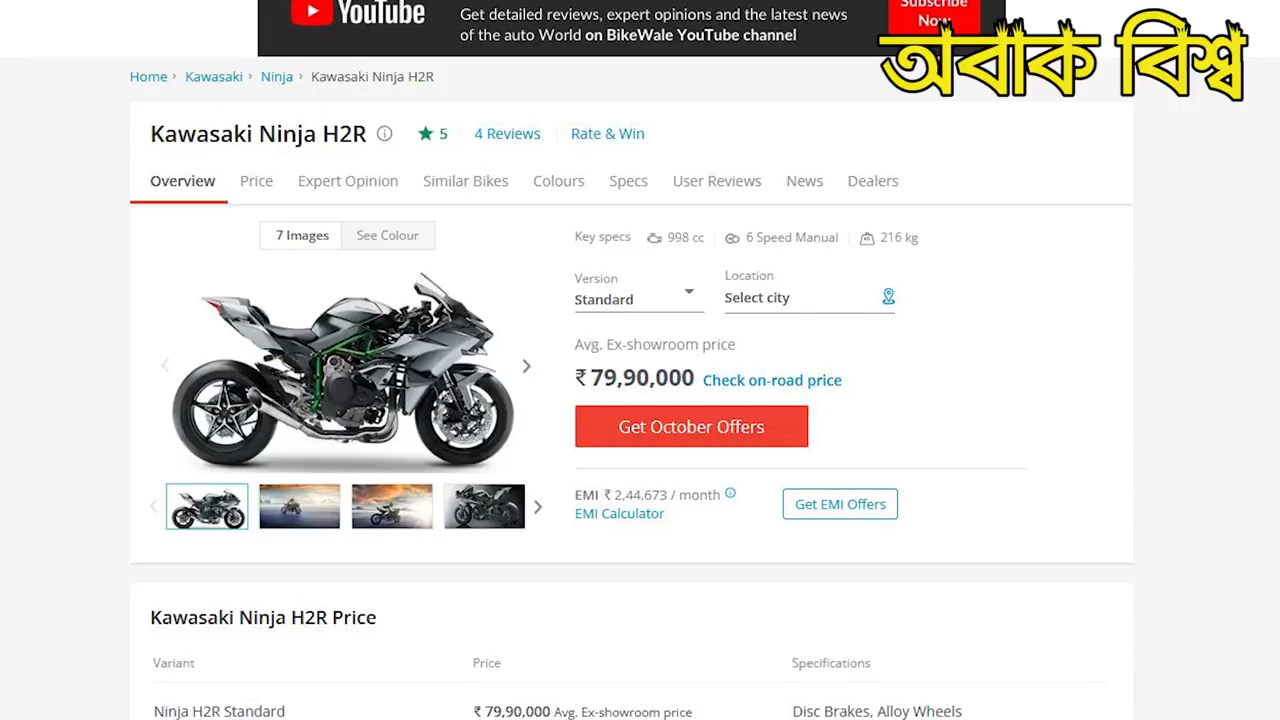 YouTube
Get detailed reviews, expert opinions and the latest news
of the auto World on BikeWale YouTube channel
Subscribe
Now
অবাক বিশ্ব
Home › Kawasaki › Ninja › Kawasaki Ninja H2R
Kawasaki Ninja H2R
5
4 Reviews
Rate & Win
Overview Price Expert Opinion Similar Bikes Colours Specs User Reviews News Dealers
7 Images See Colour
Key specs 998 cc 6 Speed Manual 216 kg
Version
Standard
Location
Select city
Avg. Ex-showroom price
₹ 79,90,000 Check on-road price
Get October Offers
EMI ₹ 2,44,673 / month
EMI Calculator
Get EMI Offers
Kawasaki Ninja H2R Price
Variant Price Specifications
Ninja H2R Standard ₹ 79,90,000 Avg. Ex-showroom price Disc Brakes, Alloy Wheels